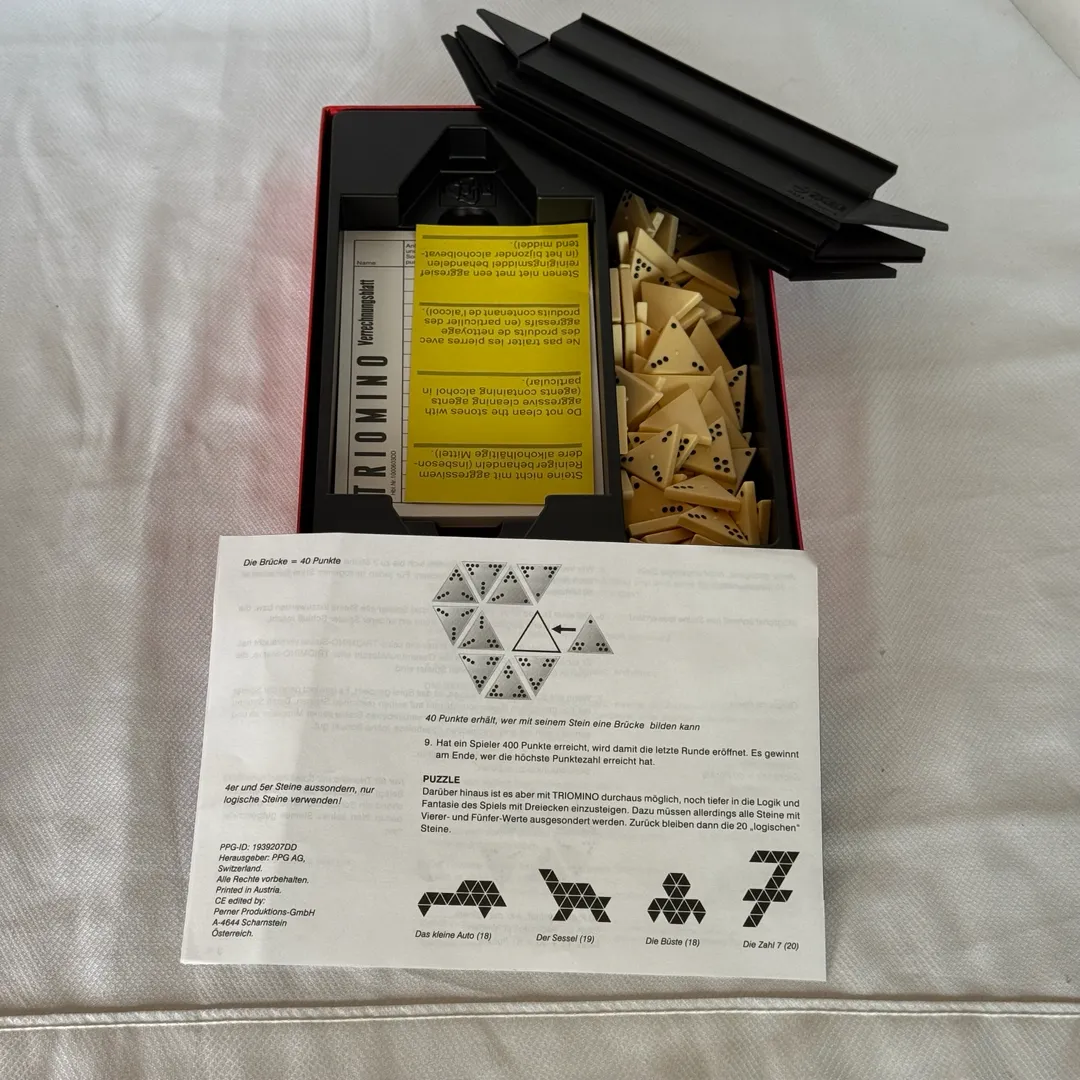 Name:
TRIOMINO Verrechnungsblatt
Stenen niet met een aggresief
reinigingsmiddel behandelen
(in het bijzonder alcoholbevat-
tend middel).
Ne pas traiter les pierres avec
des produits de nettoyage
aggressifs (en particulier des
produits contenant de l'alcool).
Do not clean the stones with
aggressive cleaning agents
(agents containing alcohol in
particular).
Steine nicht mit aggressivem
Reiniger behandeln (insbeson-
dere alkoholhältige Mittel).
Die Brücke = 40 Punkte
40 Punkte erhält, wer mit seinem Stein eine Brücke bilden kann
9. Hat ein Spieler 400 Punkte erreicht, wird damit die letzte Runde eröffnet. Es gewinnt
am Ende, wer die höchste Punktezahl erreicht hat.
PUZZLE
4er und 5er Steine aussondern, nur
logische Steine verwenden!
Darüber hinaus ist es aber mit TRIOMINO durchaus möglich, noch tiefer in die Logik und
Fantasie des Spiels mit Dreiecken einzusteigen. Dazu müssen allerdings alle Steine mit
Vierer- und Fünfer-Werte ausgesondert werden. Zurück bleiben dann die 20 „logischen"
Steine.
PPG-ID: 1939207DD
Herausgeber: PPG AG,
Switzerland.
Alle Rechte vorbehalten.
Printed in Austria.
CE edited by:
Perner Produktions-GmbH
A-4644 Scharnstein
Österreich.
Das kleine Auto (18)
Der Sessel (19)
Die Büste (18)
Die Zahl 7 (20)